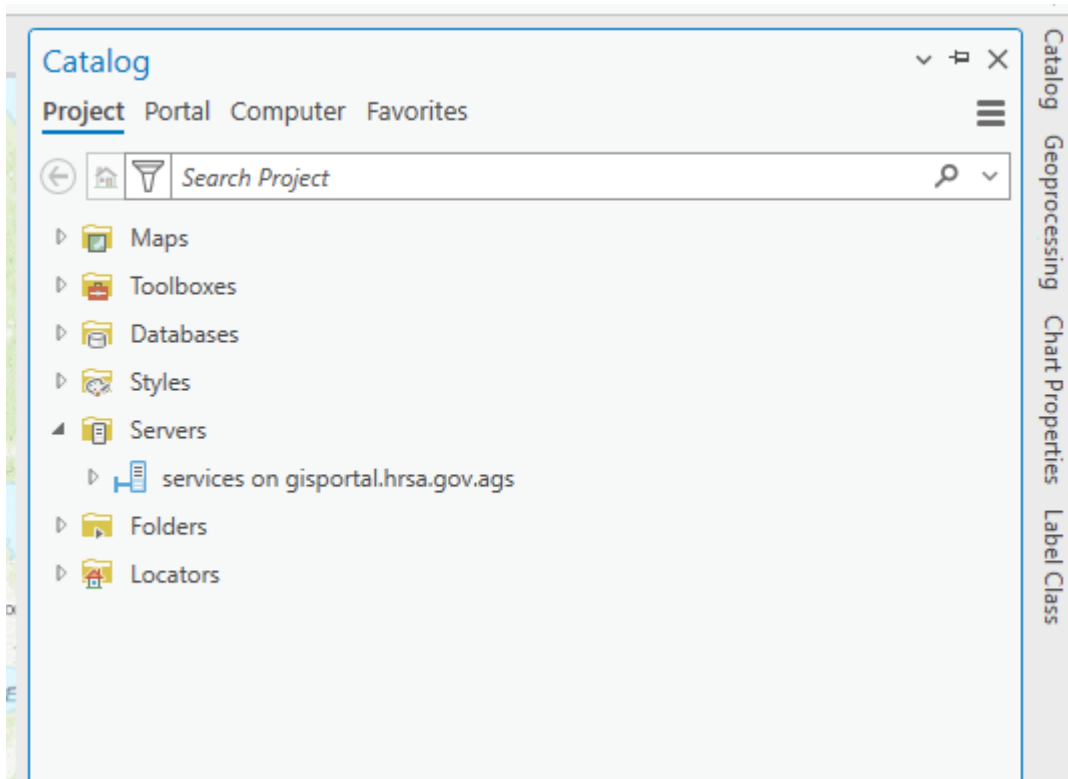 Catalog
Project Portal Computer Favorites
Search Project
Maps
Toolboxes
Databases
Styles
Servers
services on gisportal.hrsa.gov.ags
Folders
Locators
Catalog
Geoprocessing
Chart Properties
Label Class